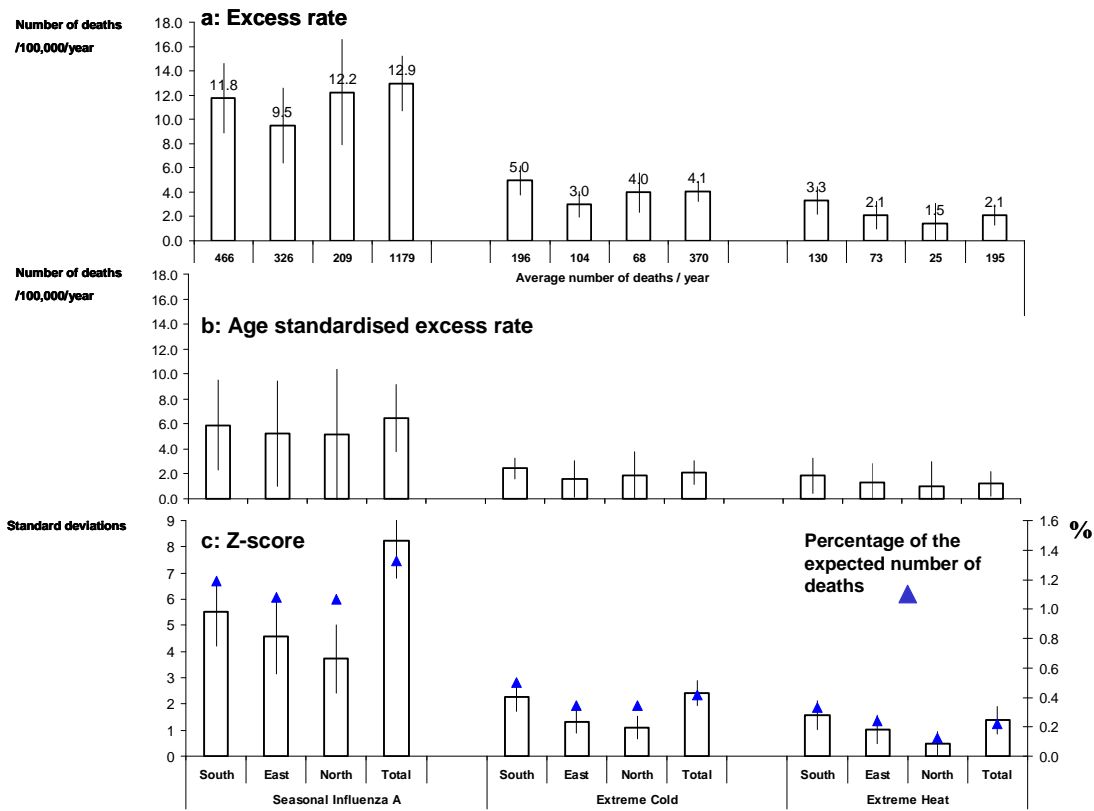 Number of deaths
/100,000/year
a: Excess rate
18.0
16.0
14.0
12.0
10.0
8.0
6.0
4.0
2.0
0.0
11.8
9.5
12.2
12.9
5.0
3.0
4.0
4.1
3.3
2.1
1.5
2.1
466
326
209
1179
196
104
68
370
130
73
25
195
Average number of deaths / year
Number of deaths
/100,000/year
b: Age standardised excess rate
18.0
16.0
14.0
12.0
10.0
8.0
6.0
4.0
2.0
0.0
Standard deviations
c: Z-score
9
8
7
6
5
4
3
2
1
0
Percentage of the
expected number of
deaths
1.6
1.4
1.2
1.0
0.8
0.6
0.4
0.2
0.0
%
South
East
North
Total
South
East
North
Total
South
East
North
Total
Seasonal Influenza A
Extreme Cold
Extreme Heat